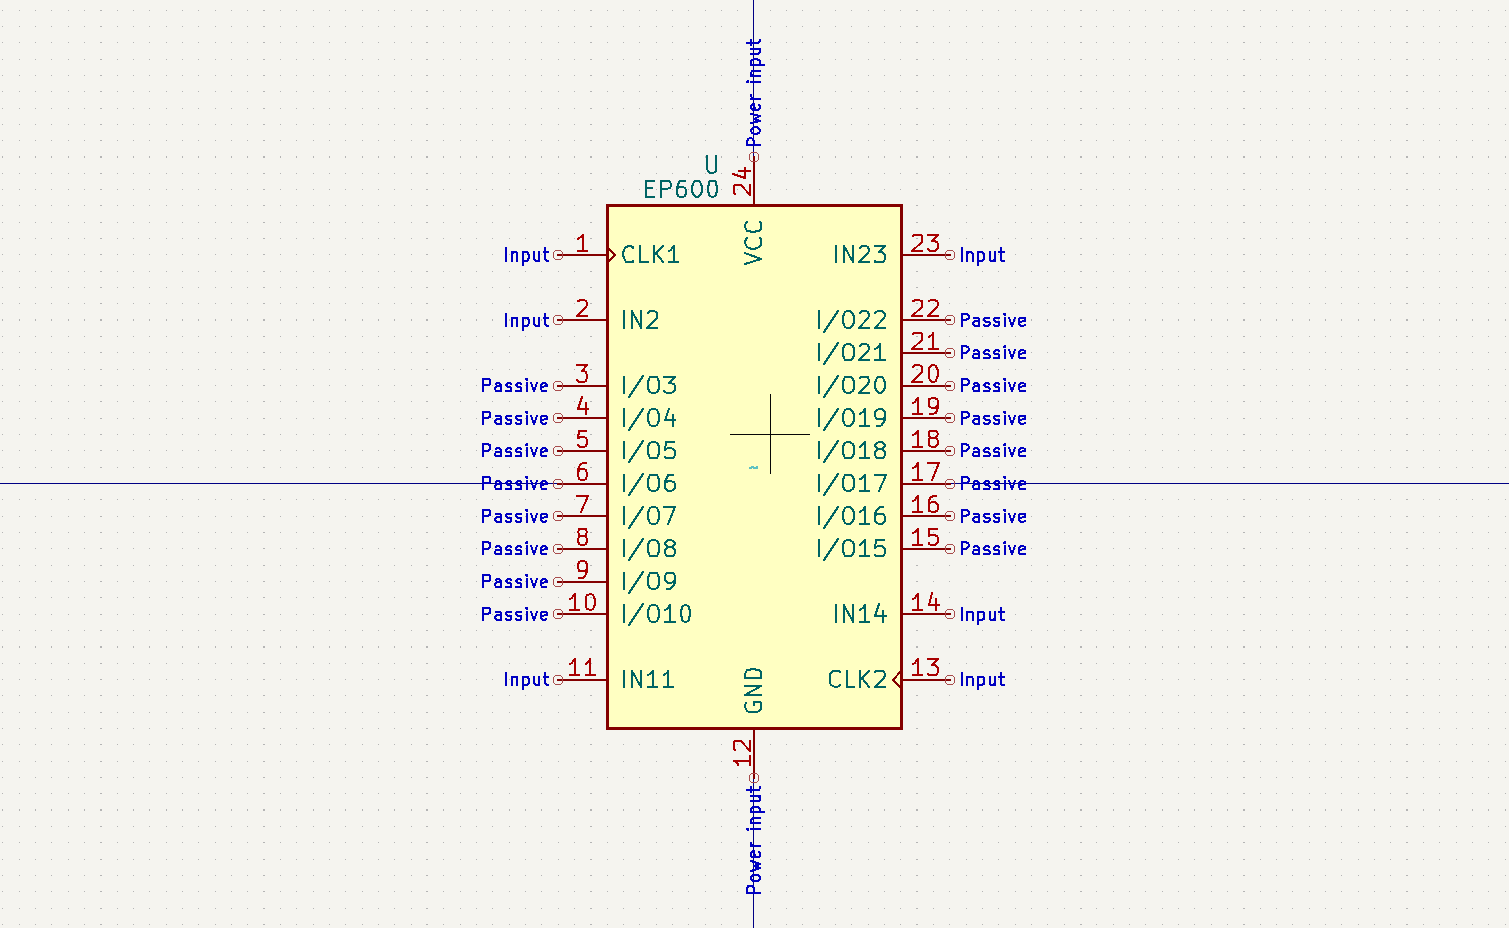 Power input
U
EP600
24
VCC
Input 1 CLK1
IN23 23 Input
Input 2 IN2
I/O22 22 Passive
I/O21 21 Passive
Passive 3 I/O3
I/O20 20 Passive
Passive 4 I/O4
I/O19 19 Passive
Passive 5 I/O5
I/O18 18 Passive
Passive 6 I/O6
I/O17 17 Passive
Passive 7 I/O7
I/O16 16 Passive
Passive 8 I/O8
I/O15 15 Passive
Passive 9 I/O9
Passive 10 I/O10
IN14 14 Input
Input 11 IN11
CLK2 13 Input
GND
12
Power input